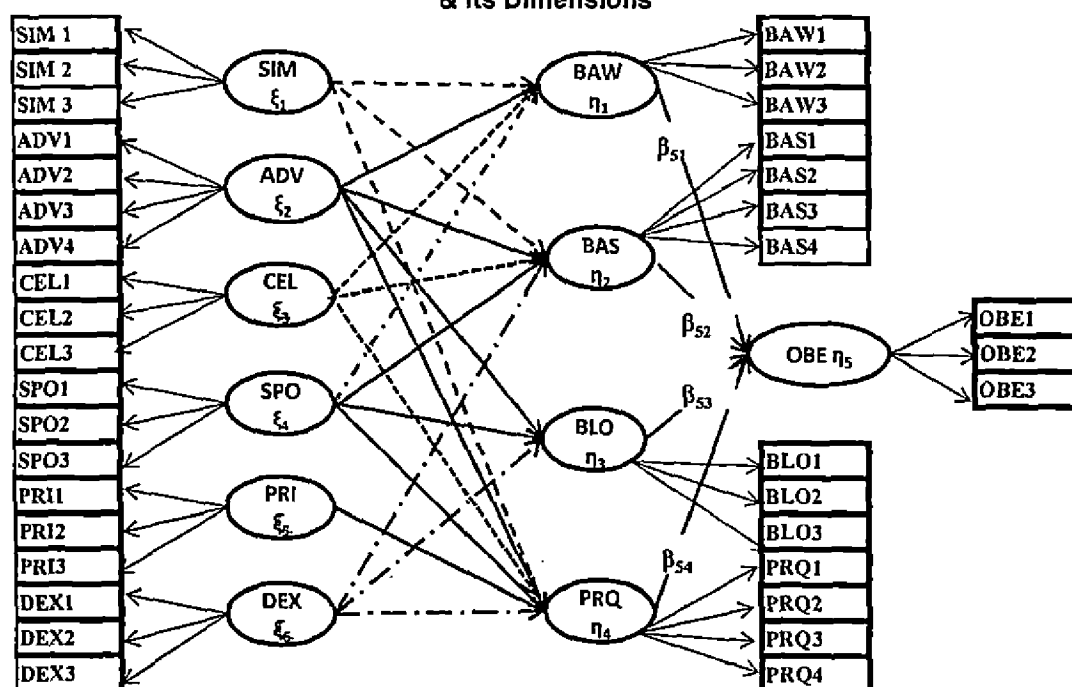 & its Dimensions
SIM 1
SIM 2
SIM 3
ADV1
ADV2
ADV3
ADV4
CEL1
CEL2
CEL3
SPO1
SPO2
SPO3
PRI1
PRI2
PRI3
DEX1
DEX2
DEX3
SIM
ξ1
ADV
ξ2
CEL
ξ3
SPO
ξ4
PRI
ξ5
DEX
ξ6
BAW
η1
BAS
η2
BLO
η3
PRQ
η4
β51
β52
β53
β54
OBE η5
BAW1
BAW2
BAW3
BAS1
BAS2
BAS3
BAS4
OBE1
OBE2
OBE3
BLO1
BLO2
BLO3
PRQ1
PRQ2
PRQ3
PRQ4